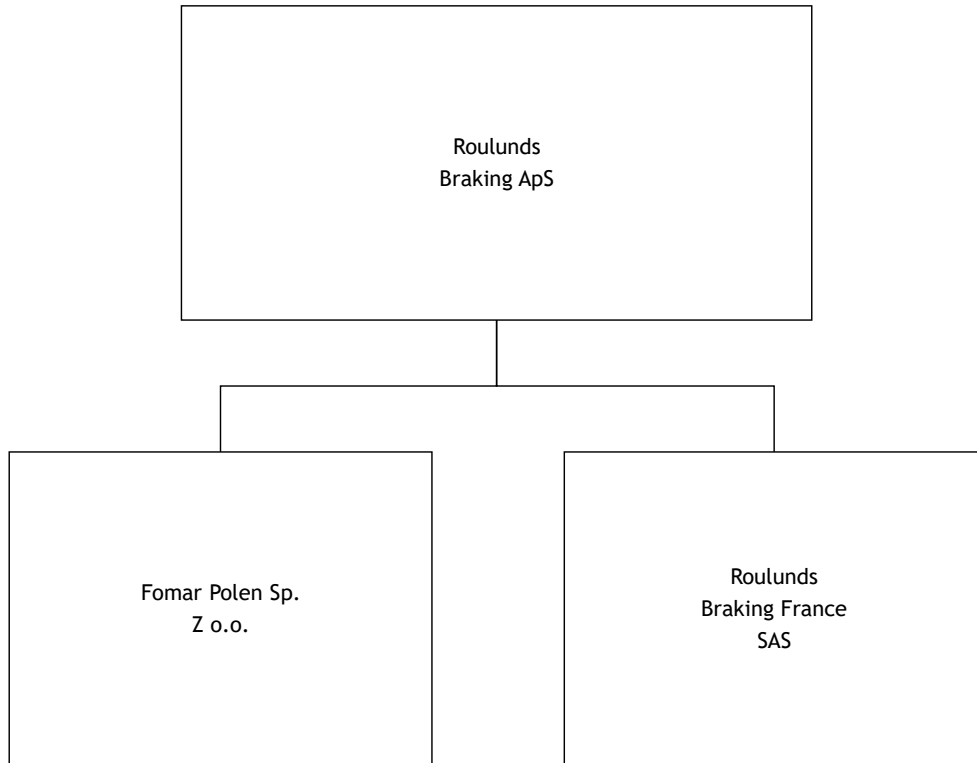 Roulunds
Braking ApS
Fomar Polen Sp.
Z o.o.
Roulunds
Braking France
SAS